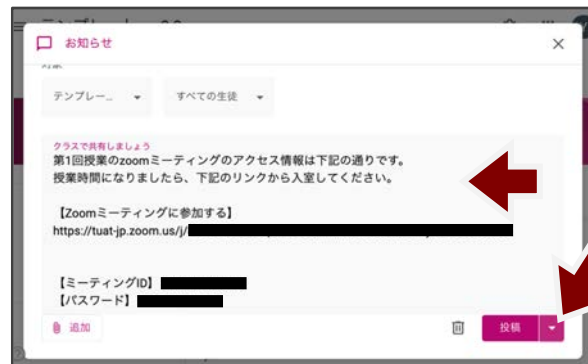 お知らせ
テンプレー…
すべての生徒
クラスで共有しましょう
第1回授業のzoomミーティングのアクセス情報は下記の通りです。
授業時間になりましたら、下記のリンクから入室してください。
【Zoomミーティングに参加する】
https://tuat-jp.zoom.us/j/
【ミーティングID】
【パスワード】
追加
投稿